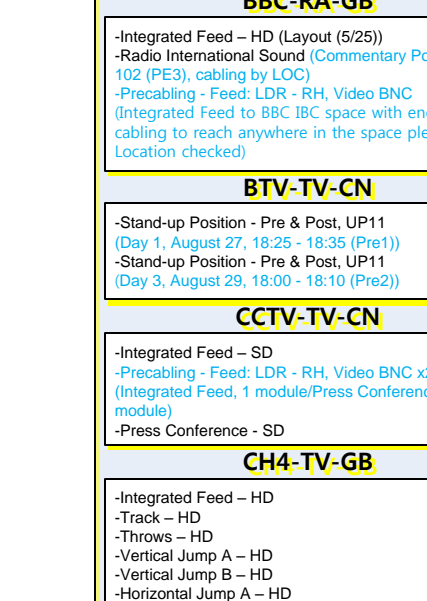 BBC-RA-GB
-Integrated Feed – HD (Layout (5/25))
-Radio International Sound (Commentary
102 (PE3), cabling by LOC)
-Precabling - Feed: LDR - RH, Video BNC
(Integrated Feed to BBC IBC space with
cabling to reach anywhere in the space
Location checked)
BTV-TV-CN
-Stand-up Position - Pre & Post, UP11
(Day 1, August 27, 18:25 - 18:35 (Pre1))
-Stand-up Position - Pre & Post, UP11
(Day 3, August 29, 18:00 - 18:10 (Pre2))
CCTV-TV-CN
-Integrated Feed – SD
-Precabling - Feed: LDR - RH, Video BNC
(Integrated Feed, 1 module/Press
module)
-Press Conference - SD
CH4-TV-GB
-Integrated Feed – HD
-Track – HD
-Throws – HD
-Vertical Jump A – HD
-Vertical Jump B – HD
-Horizontal Jump A – HD